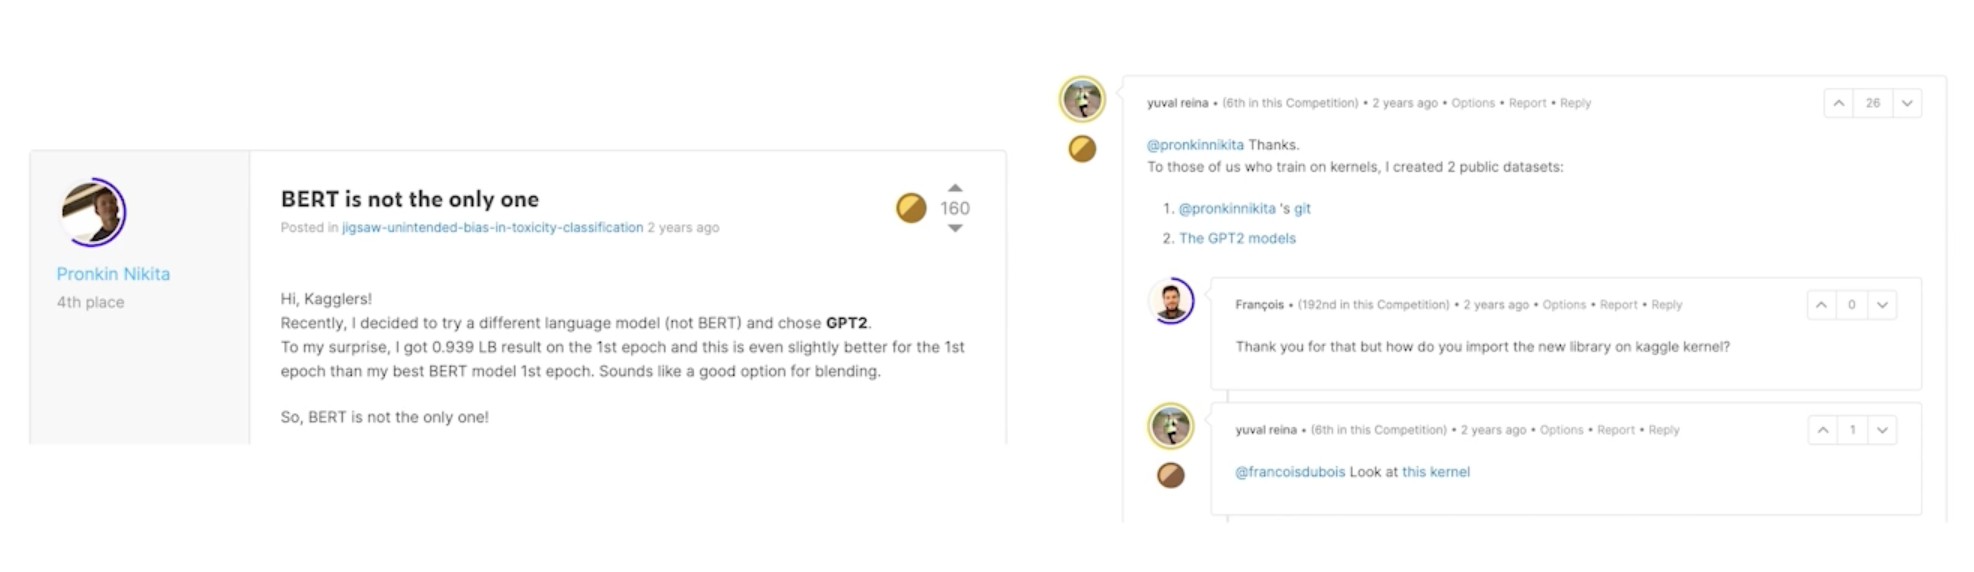 Pronkin Nikita
4th place
BERT is not the only one
160
Posted in jigsaw-unintended-bias-in-toxicity-classification 2 years ago
Hi, Kagglers!
Recently, I decided to try a different language model (not BERT) and chose GPT2.
To my surprise, I got 0.939 LB result on the 1st epoch and this is even slightly better for the 1st
epoch than my best BERT model 1st epoch. Sounds like a good option for blending.
So, BERT is not the only one!
yuval reina • (6th in this Competition) • 2 years ago • Options • Report • Reply
26
@pronkinnikita Thanks.
To those of us who train on kernels, I created 2 public datasets:
1. @pronkinnikita 's git
2. The GPT2 models
François • (192nd in this Competition) • 2 years ago • Options • Report • Reply
0
Thank you for that but how do you import the new library on kaggle kernel?
yuval reina • (6th in this Competition) • 2 years ago • Options • Report • Reply
1
@francoisdubois Look at this kernel